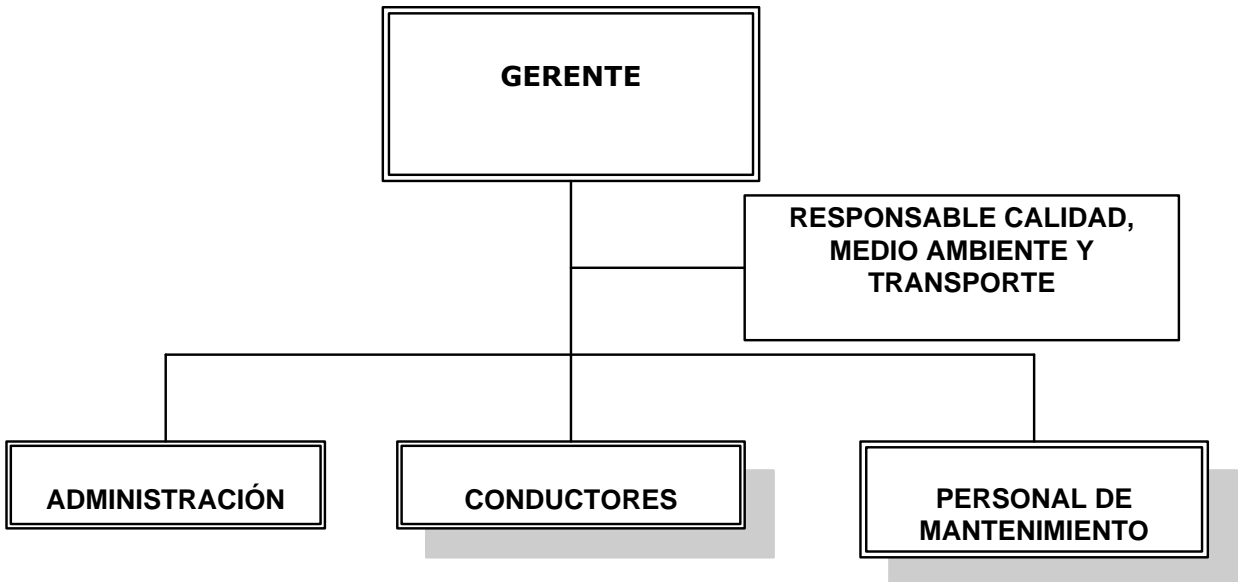 GERENTE
RESPONSABLE CALIDAD,
MEDIO AMBIENTE Y
TRANSPORTE
ADMINISTRACIÓN
CONDUCTORES
PERSONAL DE
MANTENIMIENTO